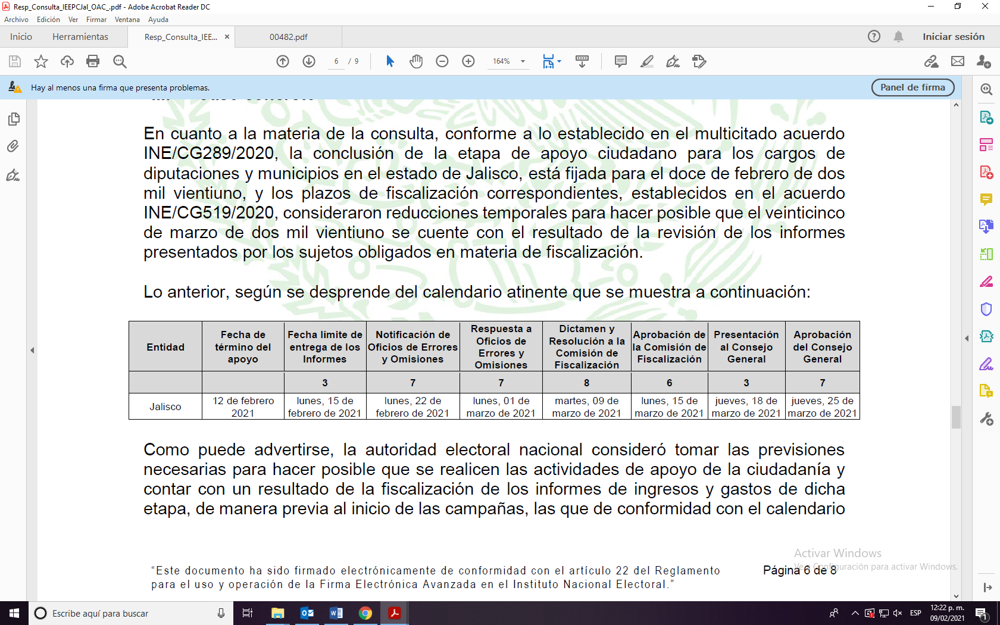 Resp_Consulta_IEEPCJal_OAC_.pdf - Adobe Acrobat Reader DC
Archivo Edición Ver Firmar Ventana Ayuda
Inicio Herramientas Resp_Consulta_IEE... × 00482.pdf Iniciar sesión
6 / 9 164%
Hay al menos una firma que presenta problemas. Panel de firma
En cuanto a la materia de la consulta, conforme a lo establecido en el multicitado acuerdo
INE/CG289/2020, la conclusión de la etapa de apoyo ciudadano para los cargos de
diputaciones y municipios en el estado de Jalisco, está fijada para el doce de febrero de dos
mil vientiuno, y los plazos de fiscalización correspondientes, establecidos en el acuerdo
INE/CG519/2020, consideraron reducciones temporales para hacer posible que el veinticinco
de marzo de dos mil vientiuno se cuente con el resultado de la revisión de los informes
presentados por los sujetos obligados en materia de fiscalización.
Lo anterior, según se desprende del calendario atinente que se muestra a continuación:
Entidad
Fecha de
término del
apoyo
Fecha límite de
entrega de los
Informes
Notificación de
Oficios de Errores
y Omisiones
Respuesta a
Oficios de
Errores y
Omisiones
Dictamen y
Resolución a la
Comisión de
Fiscalización
Aprobación de
la Comisión de
Fiscalización
Presentación
al Consejo
General
Aprobación
del Consejo
General
3 7 7 8 6 3 7
Jalisco
12 de febrero
2021
lunes, 15 de
febrero de 2021
lunes, 22 de
febrero de 2021
lunes, 01 de
marzo de 2021
martes, 09 de
marzo de 2021
lunes, 15 de
marzo de 2021
jueves, 18 de
marzo de 2021
jueves, 25 de
marzo de 2021
Como puede advertirse, la autoridad electoral nacional consideró tomar las previsiones
necesarias para hacer posible que se realicen las actividades de apoyo de la ciudadanía y
contar con un resultado de la fiscalización de los informes de ingresos y gastos de dicha
etapa, de manera previa al inicio de las campañas, las que de conformidad con el calendario
“Este documento ha sido firmado electrónicamente de conformidad con el artículo 22 del Reglamento
para el uso y operación de la Firma Electrónica Avanzada en el Instituto Nacional Electoral.”
Página 6 de 8
Activar Windows
Ve a Configuración para activar Windows.
Escribe aquí para buscar
ESP
12:22 p. m.
09/02/2021
1